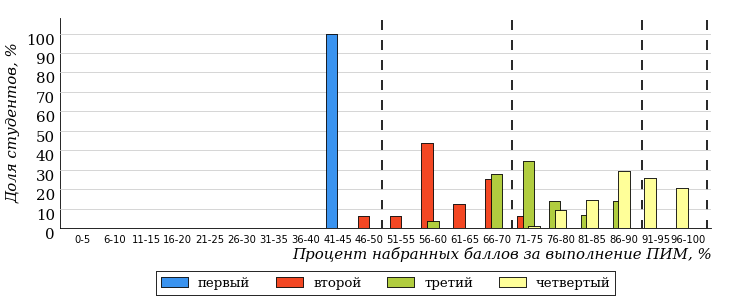 Доля студентов, %
100
90
80
70
60
50
40
30
20
10
0
0-5 6-10 11-15 16-20 21-25 26-30 31-35 36-40 41-45 46-50 51-55 56-60 61-65 66-70 71-75 76-80 81-85 86-90 91-95 96-100
Процент набранных баллов за выполнение ПИМ, %
первый второй третий четвертый